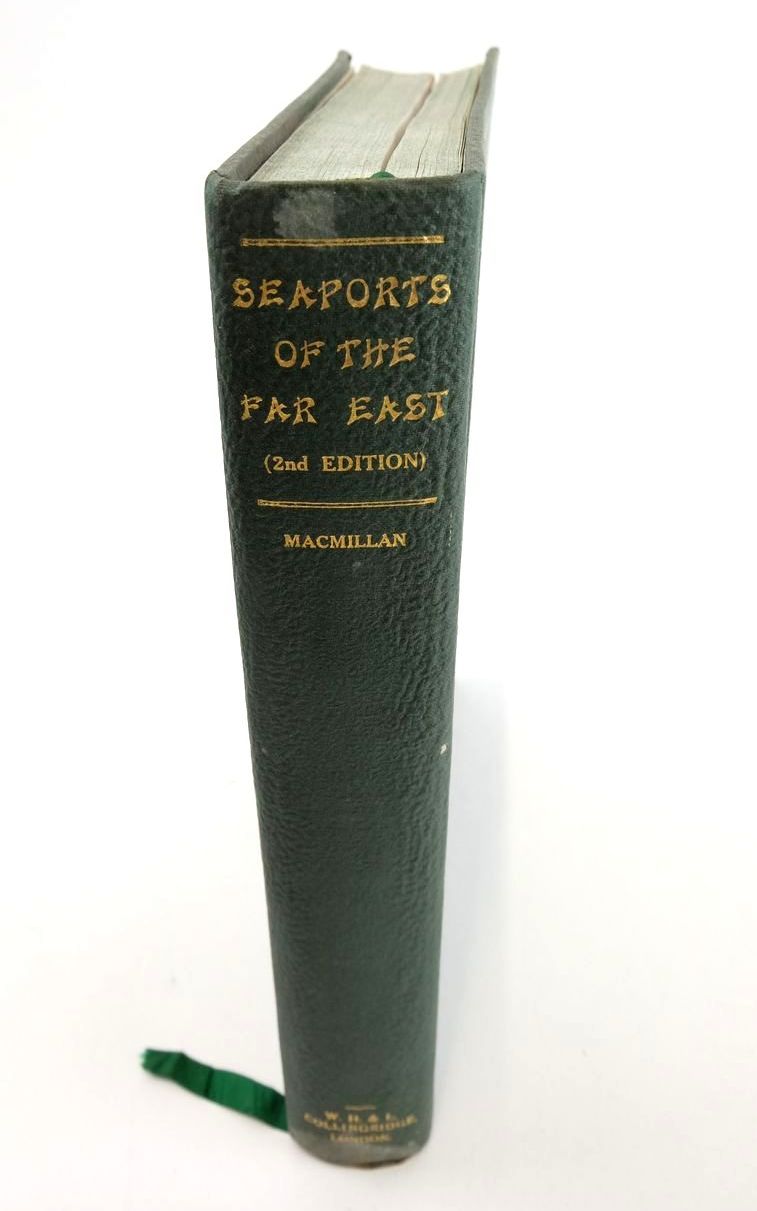 SEAPORTS
OF THE
FAR EAST
(2nd EDITION)
MACMILLAN
W. H. & L.
COLLINGRIDGE
LONDON